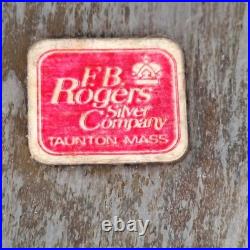 F.B.
Rogers
Silver
Company
TAUNTON, MASS